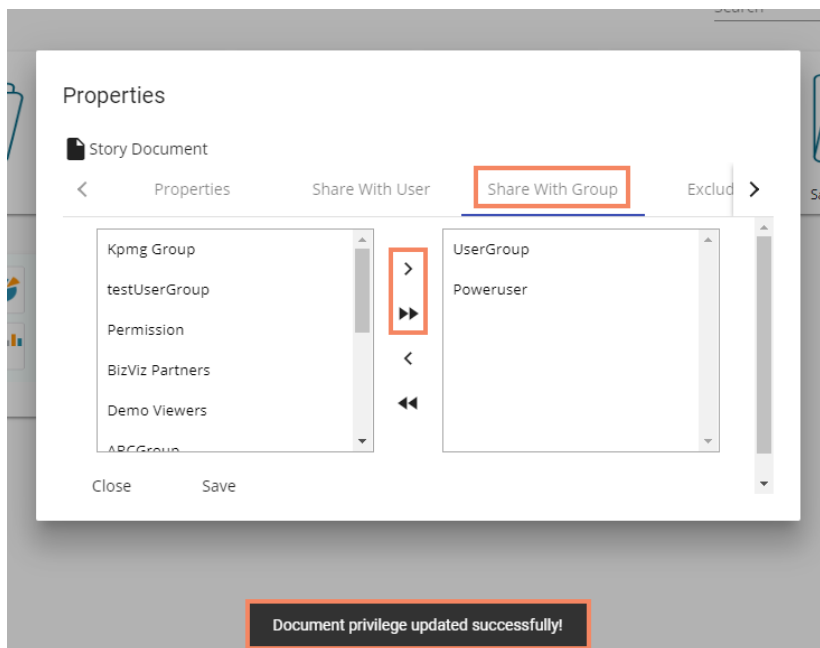 Properties
Story Document
Properties Share With User Share With Group Exclud
Kpmg Group
testUserGroup
Permission
BizViz Partners
Demo Viewers
ABCGroup
UserGroup
Poweruser
Close Save
Document privilege updated successfully!